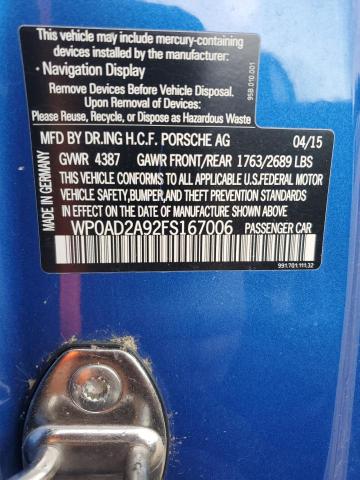 This vehicle may include mercury-containing
devices installed by the manufacturer:
• Navigation Display
Remove Devices Before Vehicle Disposal.
Upon Removal of Devices
Please Reuse, Recycle, or Dispose as Hazardous Waste
95B.010.001
MFD BY DR.ING H.C.F. PORSCHE AG 04/15
GVWR 4387 GAWR FRONT/REAR 1763/2689 LBS
THIS VEHICLE CONFORMS TO ALL APPLICABLE U.S. FEDERAL MOTOR
VEHICLE SAFETY, BUMPER, AND THEFT PREVENTION STANDARDS
IN EFFECT ON THE DATE OF MANUFACTURE SHOWN ABOVE.
WP0AD2A92FS167006 PASSENGER CAR
MADE IN GERMANY
991.701.111.32